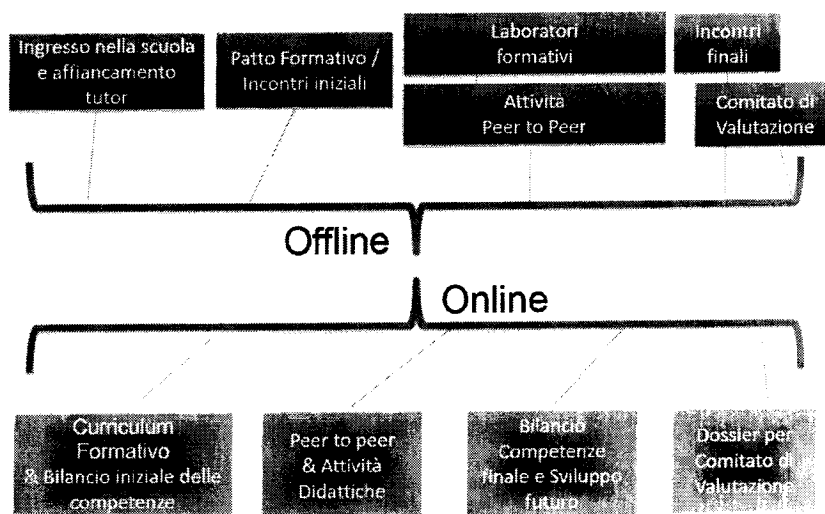 Ingresso nella scuola
e affiancamento
tutor
Patto Formativo /
Incontri iniziali
Laboratori
formativi
Incontri
finali
Attività
Peer to Peer
Comitato di
Valutazione
Offline
Online
Curriculum
Formativo
& Bilancio iniziale delle
competenze
Peer to peer
& Attività
Didattiche
Bilancio
Competenze
finale e Sviluppo
futuro
Dossier per
Comitato di
Valutazione